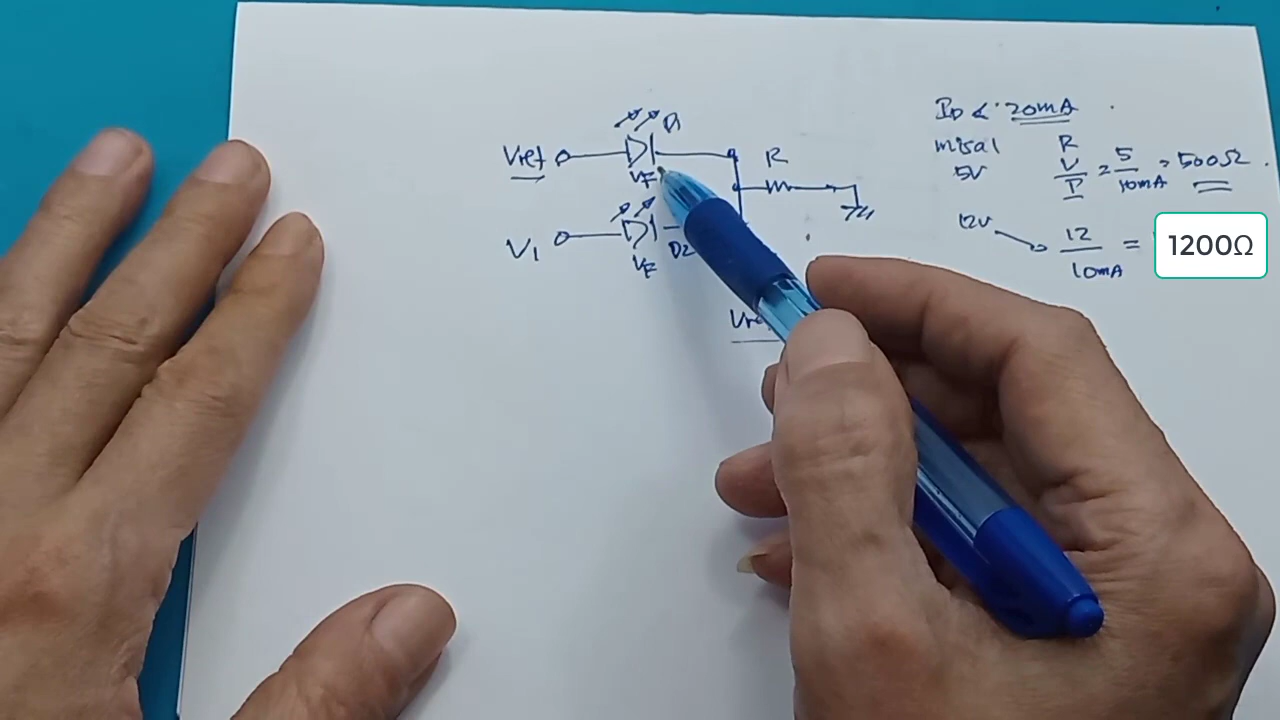 D1
Vref
VF
R
V1
D2
VF
ID < 20mA
misal
5V
R
V/I = 5/10mA = 500Ω
12V
12/10mA = 1200Ω